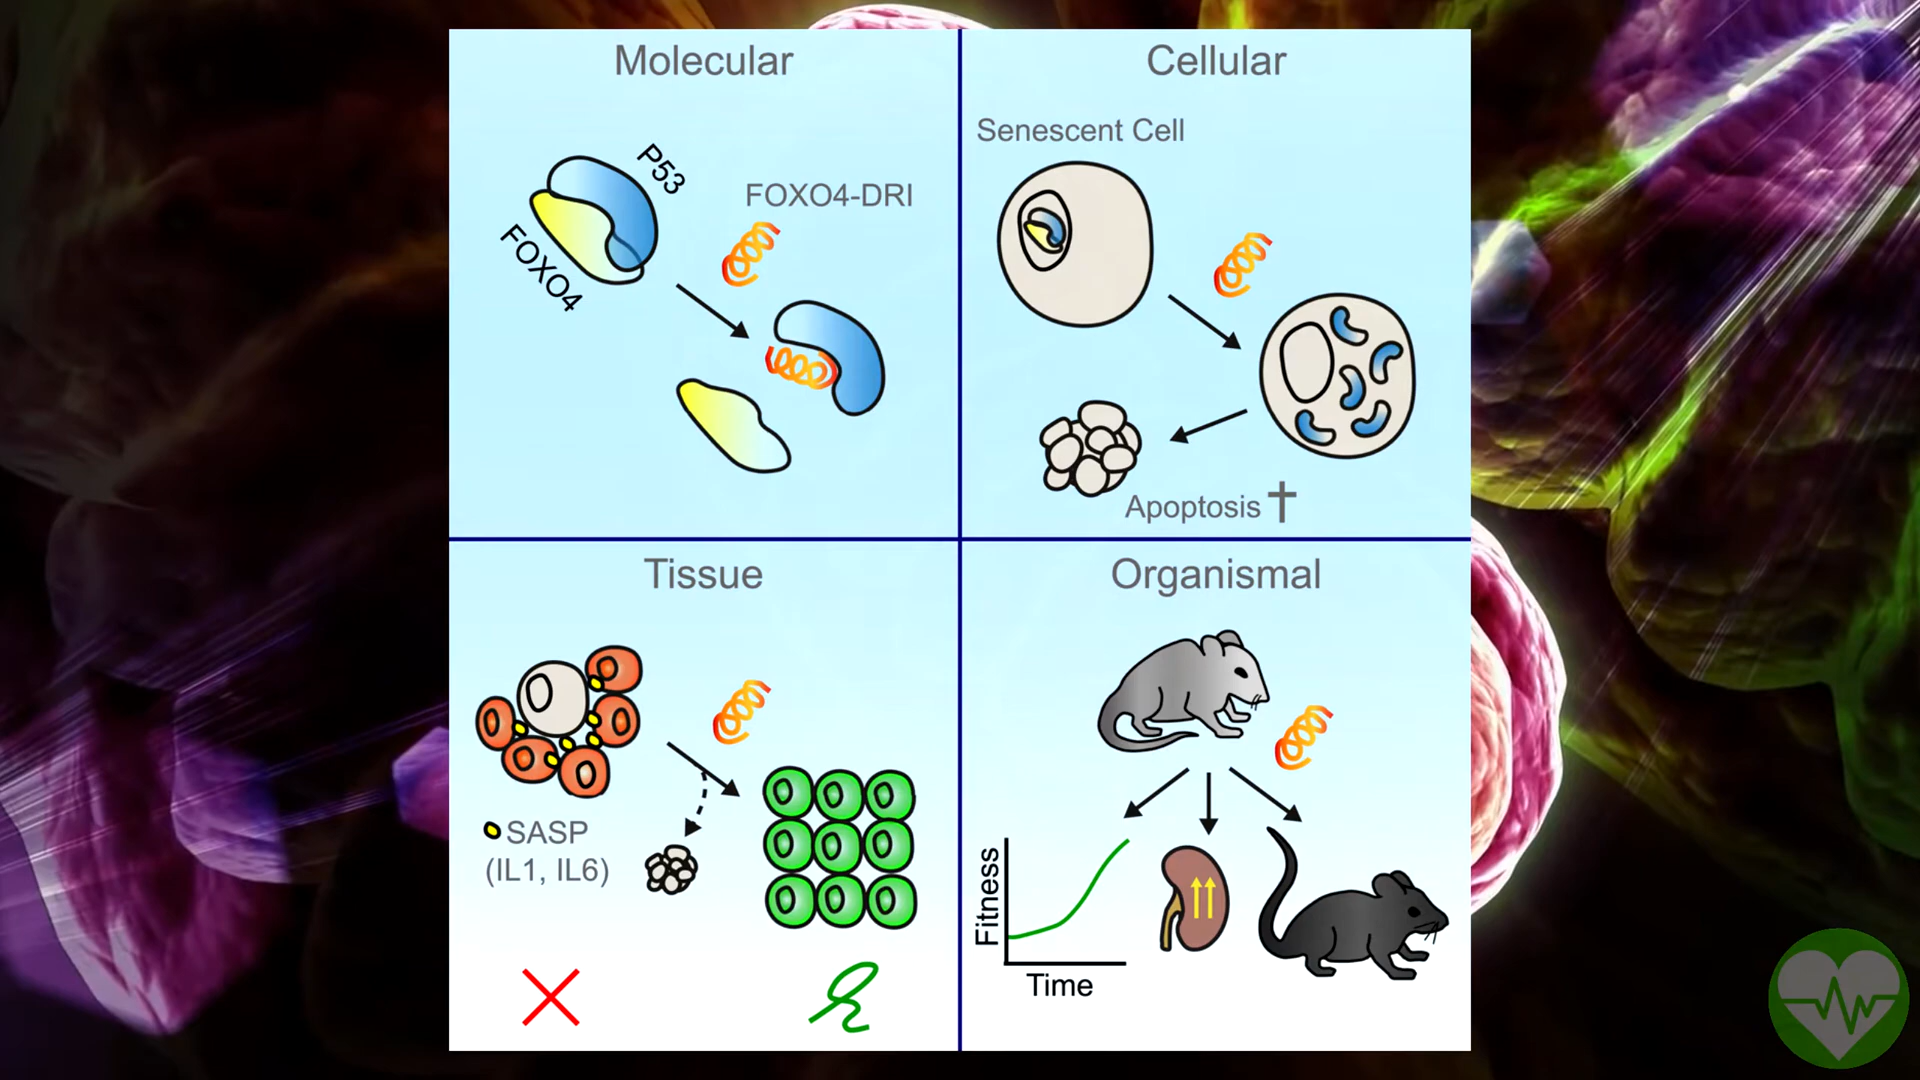 Molecular
P53
FOXO4-DRI
FOXO4
Cellular
Senescent Cell
Apoptosis †
Tissue
SASP
(IL1, IL6)
Organismal
Fitness
Time